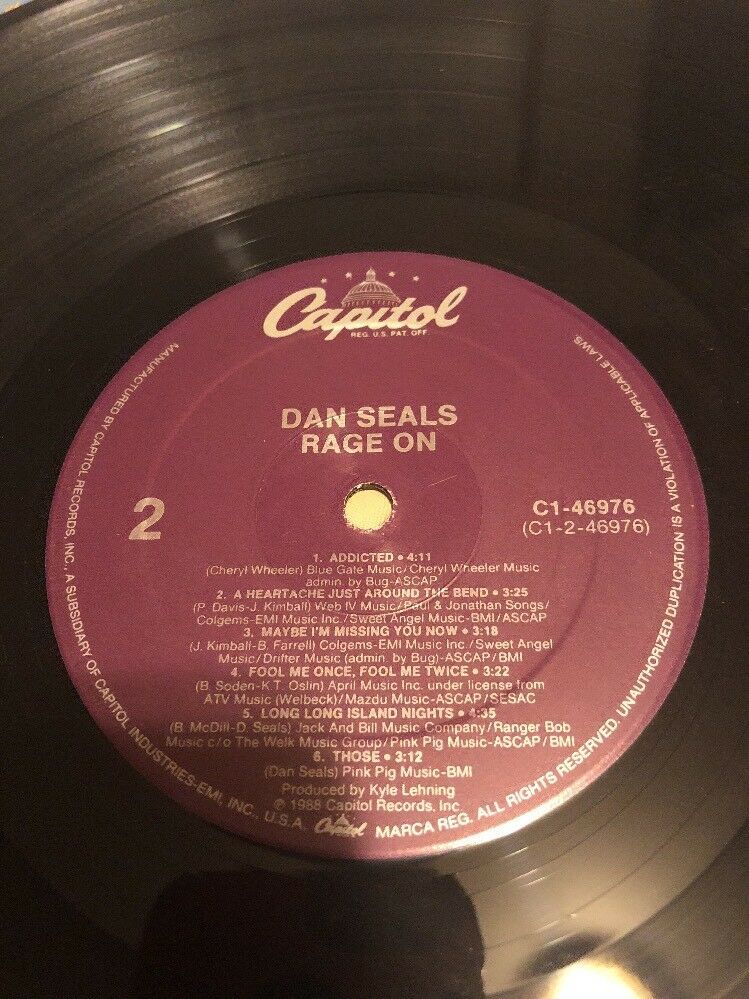 Capitol
REG. U.S. PAT. OFF.
DAN SEALS
RAGE ON
2
C1-46976
(C1-2-46976)
1. ADDICTED • 4:11
(Cheryl Wheeler) Blue Gate Music/Cheryl Wheeler Music
admin. by Bug-ASCAP
2. A HEARTACHE JUST AROUND THE BEND • 3:25
(P. Davis-J. Kimball) Web IV Music/Paul & Jonathan Songs/
Colgems-EMI Music Inc./Sweet Angel Music-BMI/ASCAP
3. MAYBE I'M MISSING YOU NOW • 3:18
(J. Kimball-B. Farrell) Colgems-EMI Music Inc./Sweet Angel
Music/Drifter Music (admin. by Bug)-ASCAP/BMI
4. FOOL ME ONCE, FOOL ME TWICE • 3:22
(B. Soden-K.T. Oslin) April Music Inc. under license from
ATV Music (Welbeck)/Mazdu Music-ASCAP/SESAC
5. LONG LONG ISLAND NIGHTS • 4:35
(B. McDill-D. Seals) Jack And Bill Music Company/Ranger Bob
Music c/o The Welk Music Group/Pink Pig Music-ASCAP/BMI
6. THOSE • 3:12
(Dan Seals) Pink Pig Music-BMI
Produced by Kyle Lehning
℗ 1988 Capitol Records, Inc.
MANUFACTURED BY CAPITOL RECORDS, INC., A SUBSIDIARY OF CAPITOL INDUSTRIES-EMI, INC., U.S.A. Capitol MARCA REG. ALL RIGHTS RESERVED. UNAUTHORIZED DUPLICATION IS A VIOLATION OF APPLICABLE LAWS.